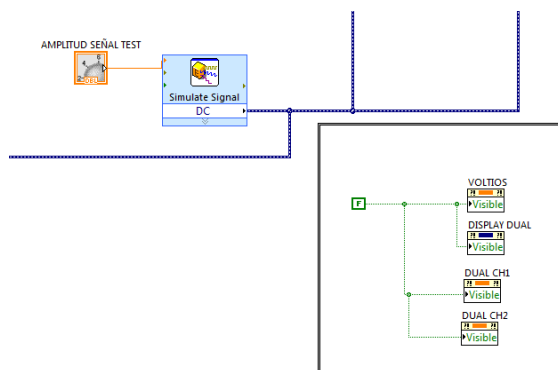 AMPLITUD SEÑAL TEST
DBL
Simulate Signal
DC
F
VOLTIOS
Visible
DISPLAY DUAL
Visible
DUAL CH1
Visible
DUAL CH2
Visible